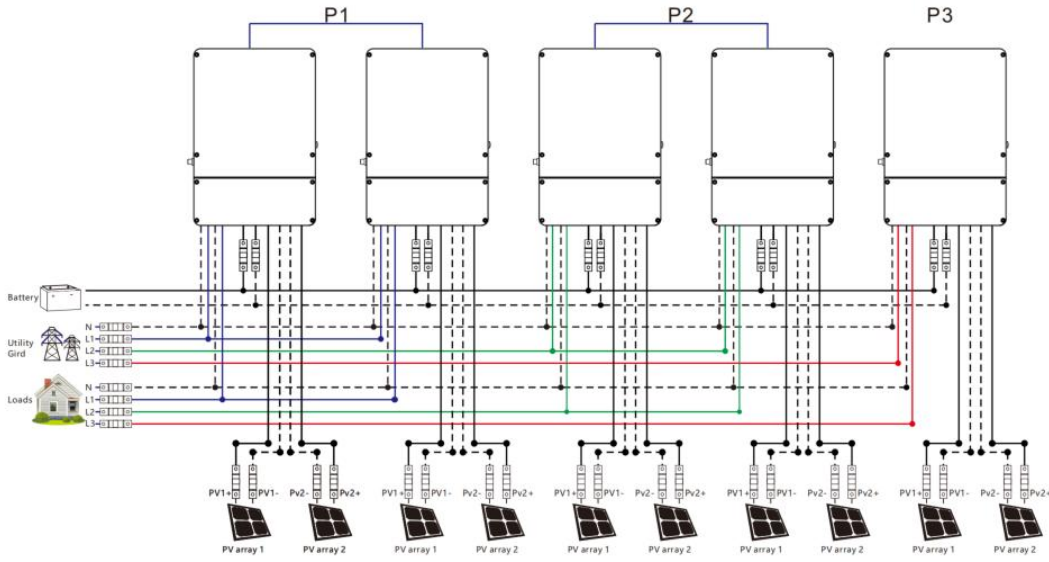 P1 P2 P3
Battery
N
L1
Utility
Gird
L2
L3
N
L1
Loads
L2
L3
PV1+ PV1- Pv2- Pv2+ PV1+ PV1- Pv2- Pv2+ PV1+ PV1- Pv2- Pv2+ PV1+ PV1- Pv2- Pv2+ PV1+ PV1- Pv2- Pv2+
PV array 1 PV array 2 PV array 1 PV array 2 PV array 1 PV array 2 PV array 1 PV array 2 PV array 1 PV array 2